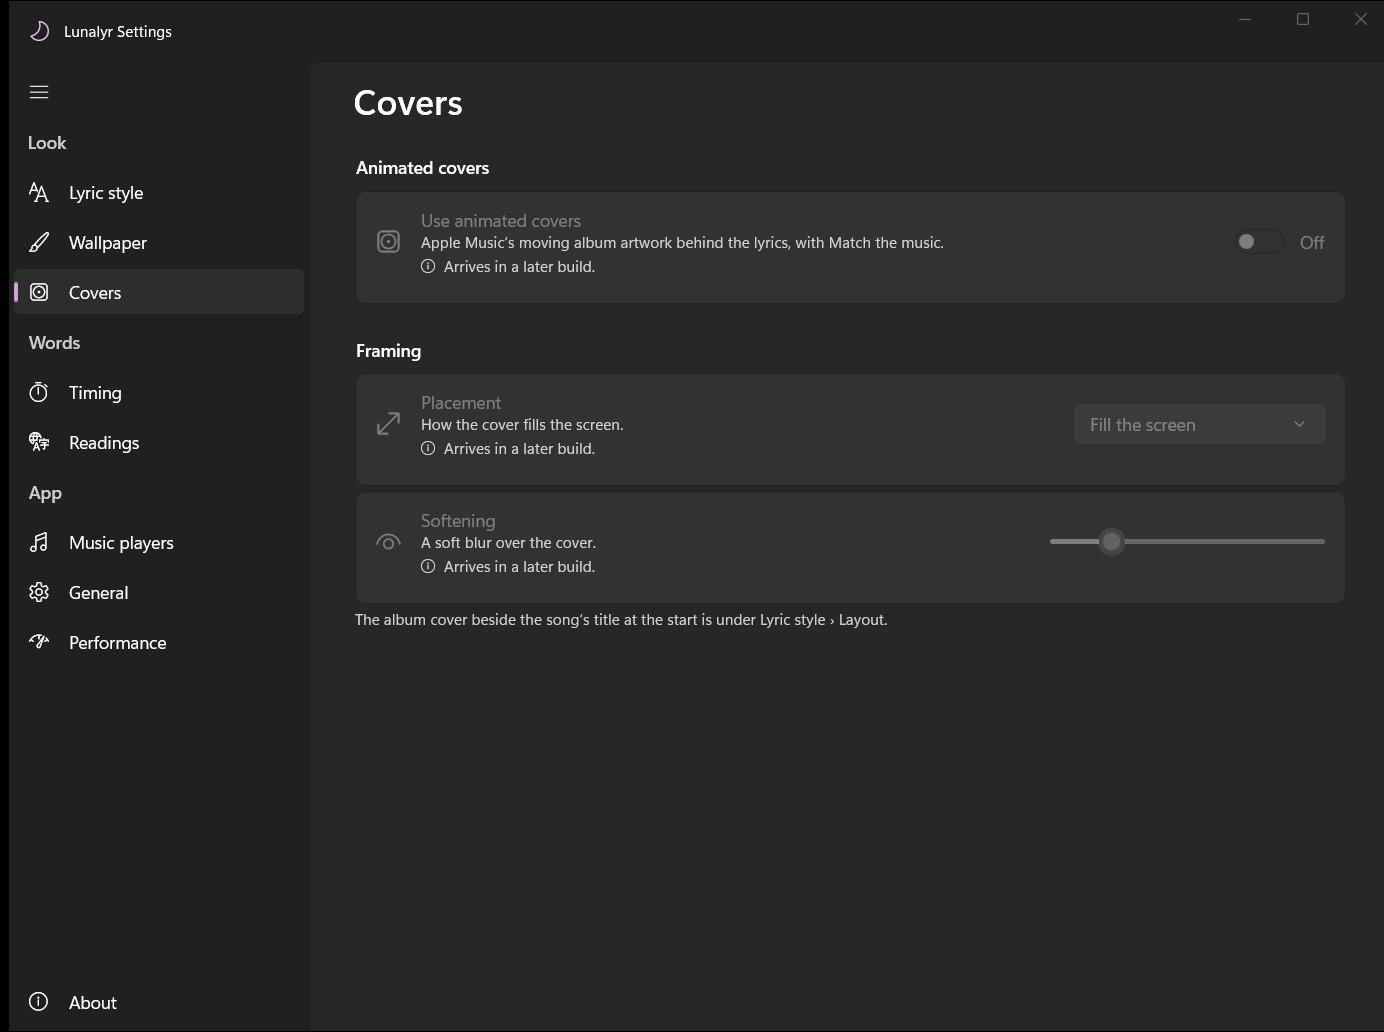 Lunalyr Settings
Look
Lyric style
Wallpaper
Covers
Words
Timing
Readings
App
Music players
General
Performance
About
Covers
Animated covers
Use animated covers
Apple Music’s moving album artwork behind the lyrics, with Match the music.
Arrives in a later build.
Off
Framing
Placement
How the cover fills the screen.
Arrives in a later build.
Fill the screen
Softening
A soft blur over the cover.
Arrives in a later build.
The album cover beside the song’s title at the start is under Lyric style › Layout.